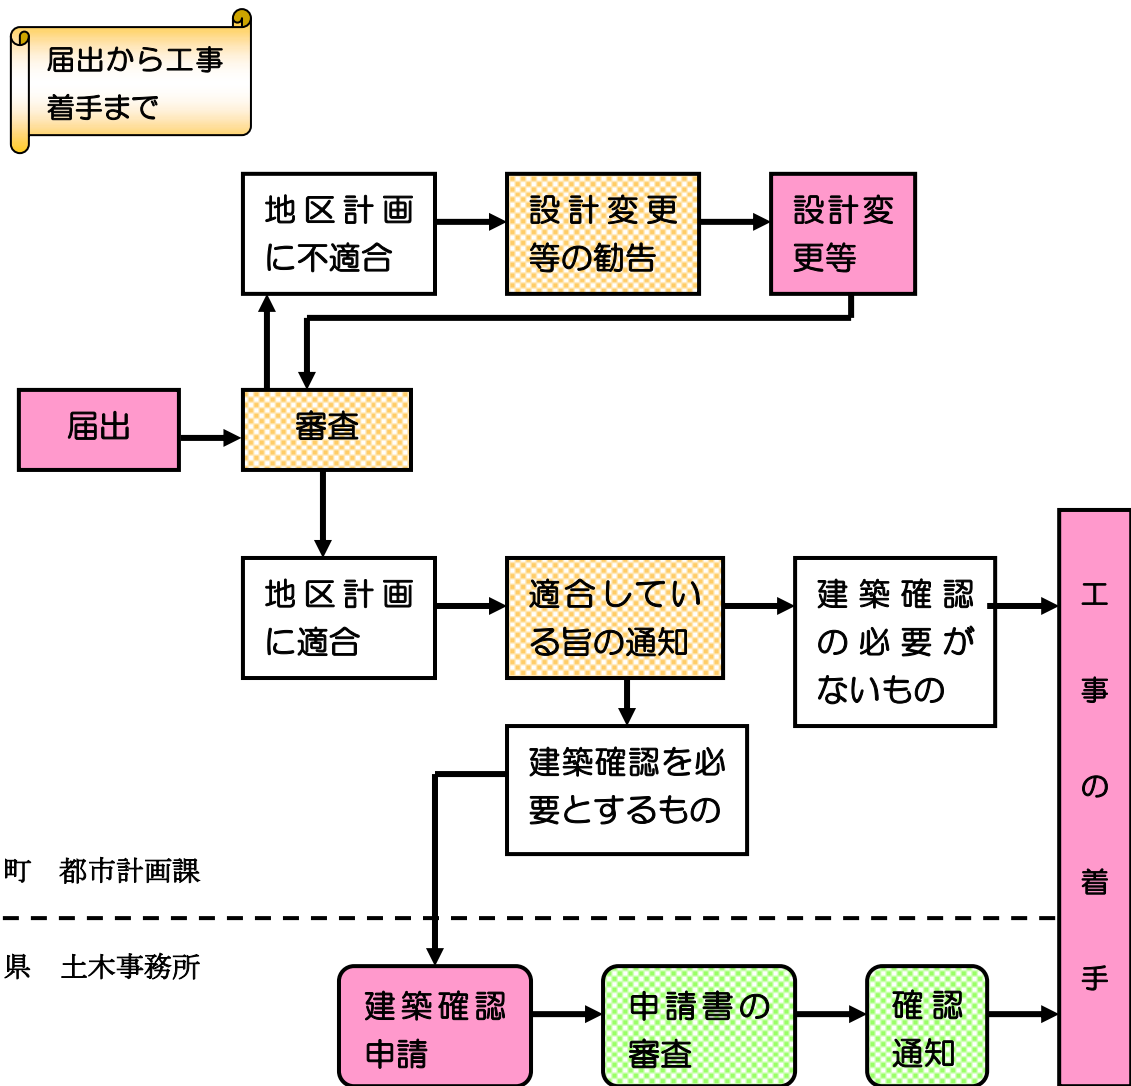 届出から工事
着手まで
地区計画
に不適合
設計変更
等の勧告
設計変
更等
届出
審査
地区計画
に適合
適合してい
る旨の通知
建築確認
の必要が
ないもの
工事の着手
建築確認を必
要とするもの
町　都市計画課
県　土木事務所
建築確認
申請
申請書の
審査
確認
通知